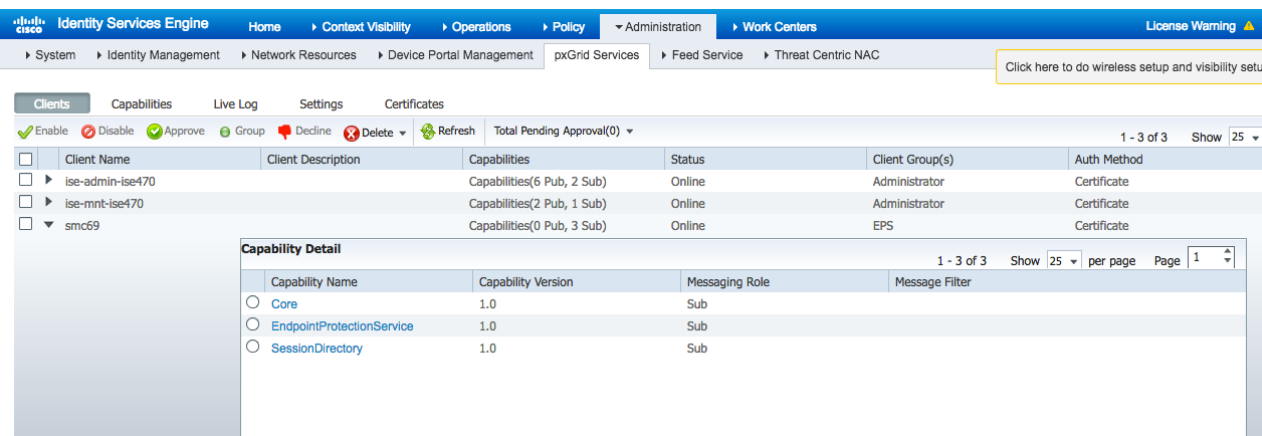 cisco Identity Services Engine Home Context Visibility Operations Policy Administration Work Centers License Warning
System Identity Management Network Resources Device Portal Management pxGrid Services Feed Service Threat Centric NAC
Click here to do wireless setup and visibility setu
Clients Capabilities Live Log Settings Certificates
Enable Disable Approve Group Decline Delete Refresh Total Pending Approval(0) 1 - 3 of 3 Show 25
Client Name Client Description Capabilities Status Client Group(s) Auth Method
ise-admin-ise470 Capabilities(6 Pub, 2 Sub) Online Administrator Certificate
ise-mnt-ise470 Capabilities(2 Pub, 1 Sub) Online Administrator Certificate
smc69 Capabilities(0 Pub, 3 Sub) Online EPS Certificate
Capability Detail
1 - 3 of 3 Show 25 per page Page 1
Capability Name Capability Version Messaging Role Message Filter
Core 1.0 Sub
EndpointProtectionService 1.0 Sub
SessionDirectory 1.0 Sub